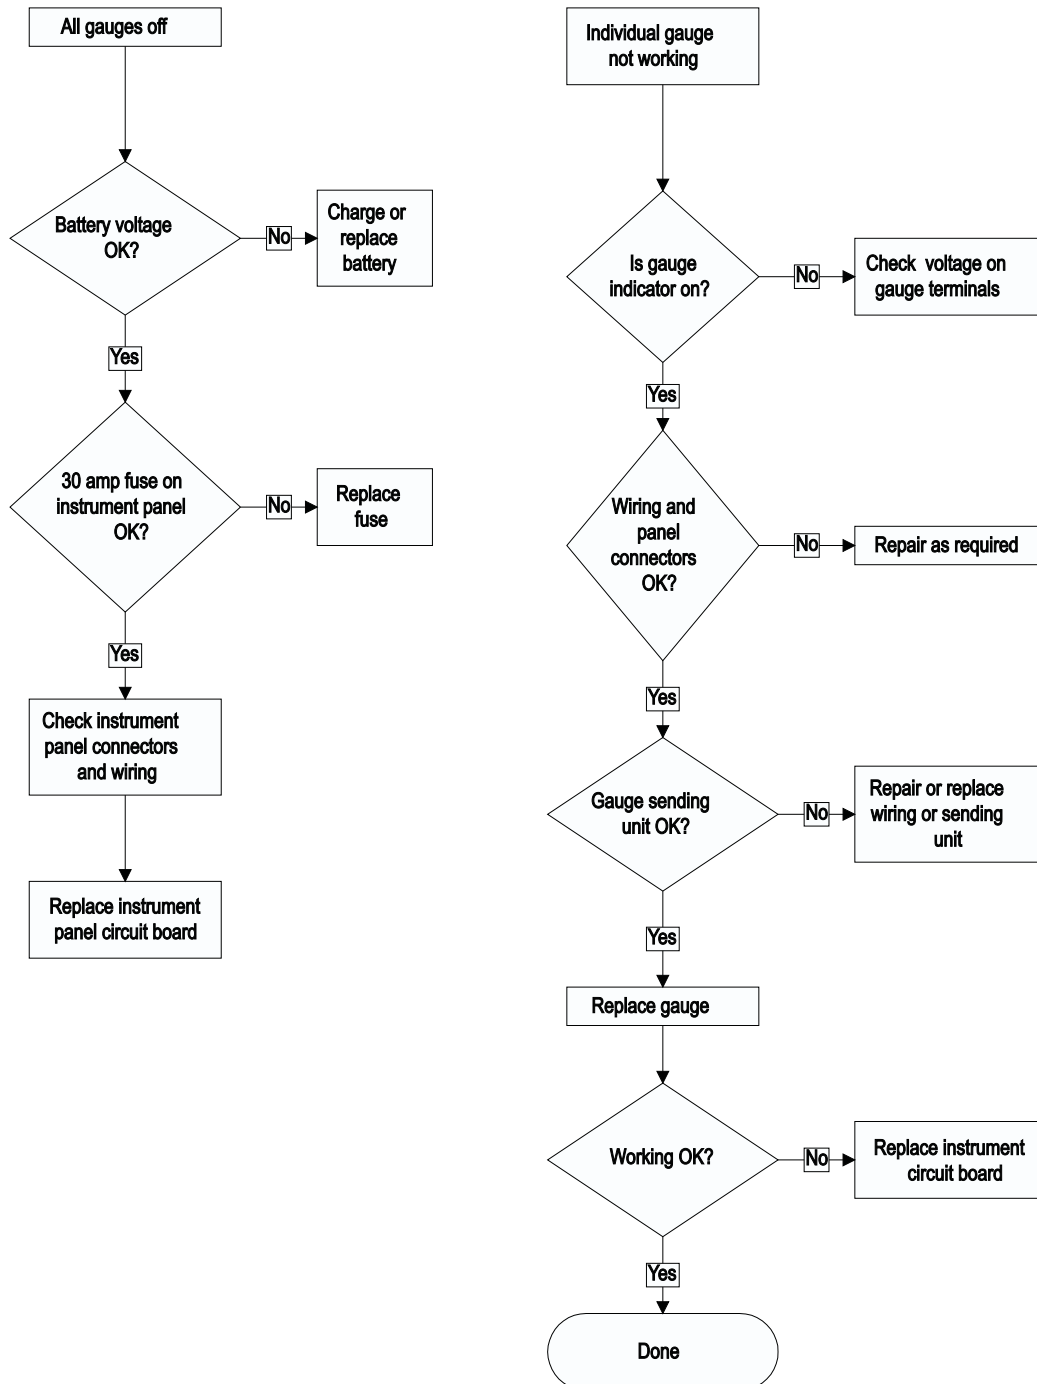 All gauges off
Battery voltage
OK?
No
Charge or
replace
battery
Yes
30 amp fuse on
instrument panel
OK?
No
Replace
fuse
Yes
Check instrument
panel connectors
and wiring
Replace instrument
panel circuit board
Individual gauge
not working
Is gauge
indicator on?
No
Check voltage on
gauge terminals
Yes
Wiring and
panel
connectors
OK?
No
Repair as required
Yes
Gauge sending
unit OK?
No
Repair or replace
wiring or sending
unit
Yes
Replace gauge
Working OK?
No
Replace instrument
circuit board
Yes
Done